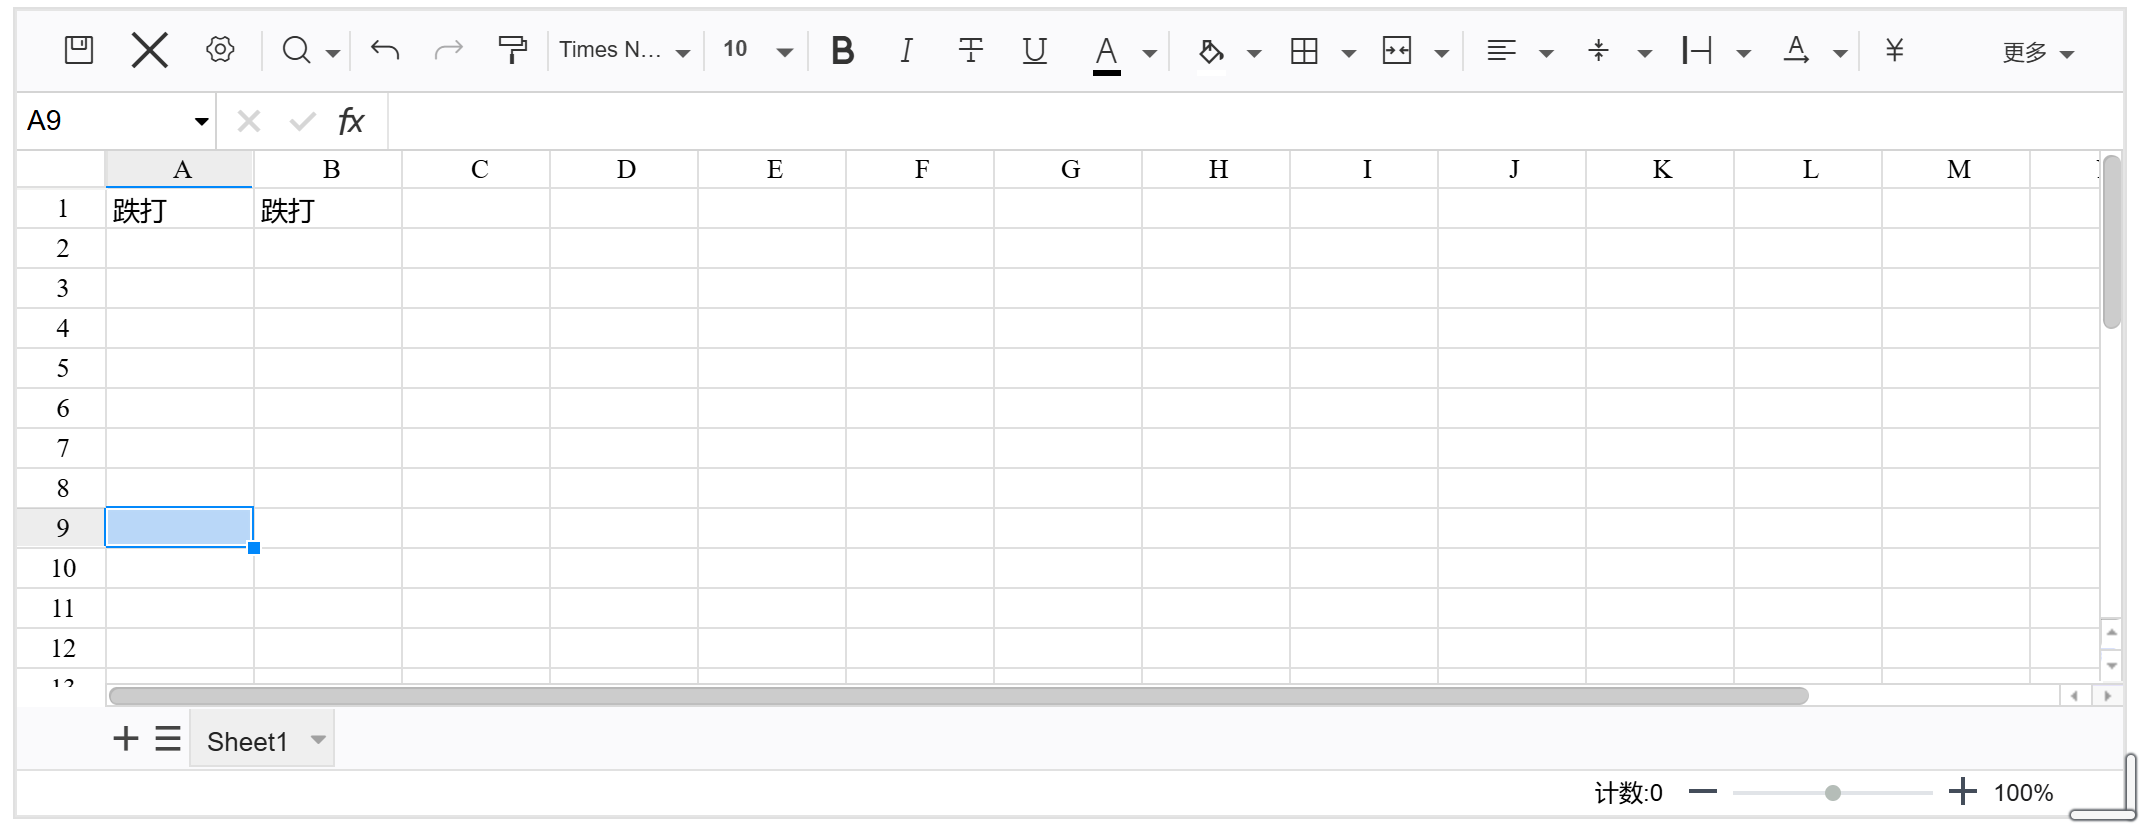 Times N... 10 B I T U A A ¥ 更多
A9 fx
A B C D E F G H I J K L M
1 跌打 跌打
2
3
4
5
6
7
8
9
10
11
12
13
Sheet1
计数:0 100%